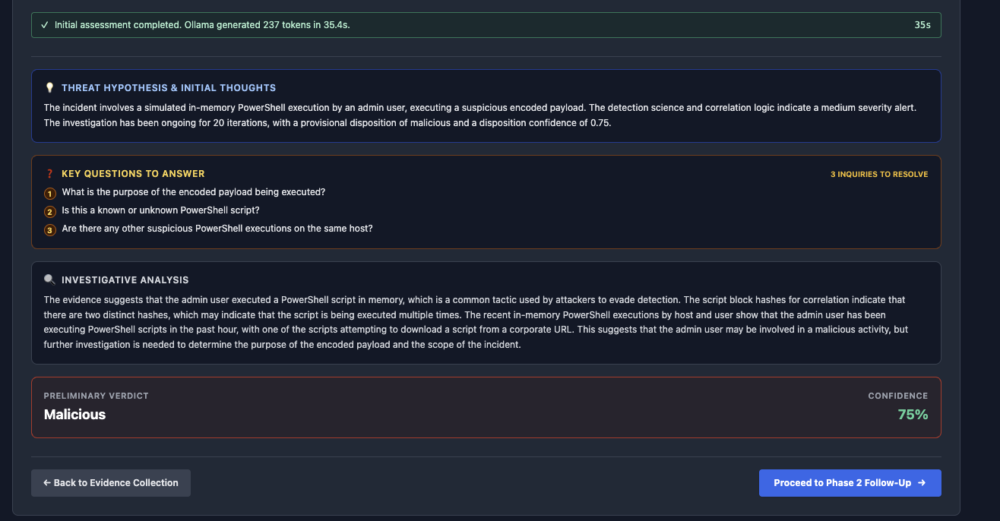 ✓ Initial assessment completed. Ollama generated 237 tokens in 35.4s. 35s
THREAT HYPOTHESIS & INITIAL THOUGHTS
The incident involves a simulated in-memory PowerShell execution by an admin user, executing a suspicious encoded payload. The detection science and correlation logic indicate a medium severity alert.
The investigation has been ongoing for 20 iterations, with a provisional disposition of malicious and a disposition confidence of 0.75.
? KEY QUESTIONS TO ANSWER 3 INQUIRIES TO RESOLVE
1 What is the purpose of the encoded payload being executed?
2 Is this a known or unknown PowerShell script?
3 Are there any other suspicious PowerShell executions on the same host?
INVESTIGATIVE ANALYSIS
The evidence suggests that the admin user executed a PowerShell script in memory, which is a common tactic used by attackers to evade detection. The script block hashes for correlation indicate that
there are two distinct hashes, which may indicate that the script is being executed multiple times. The recent in-memory PowerShell executions by host and user show that the admin user has been
executing PowerShell scripts in the past hour, with one of the scripts attempting to download a script from a corporate URL. This suggests that the admin user may be involved in a malicious activity, but
further investigation is needed to determine the purpose of the encoded payload and the scope of the incident.
PRELIMINARY VERDICT CONFIDENCE
Malicious 75%
← Back to Evidence Collection Proceed to Phase 2 Follow-Up →